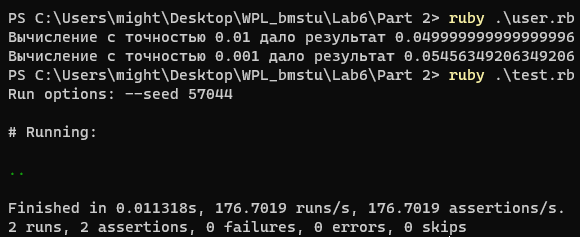 PS C:\Users\might\Desktop\WPL_bmstu\Lab6\Part 2> ruby .\user.rb
Вычисление с точностью 0.01 дало результат 0.049999999999999996
Вычисление с точностью 0.001 дало результат 0.05456349206349206
PS C:\Users\might\Desktop\WPL_bmstu\Lab6\Part 2> ruby .\test.rb
Run options: --seed 57044
# Running:
..
Finished in 0.011318s, 176.7019 runs/s, 176.7019 assertions/s.
2 runs, 2 assertions, 0 failures, 0 errors, 0 skips